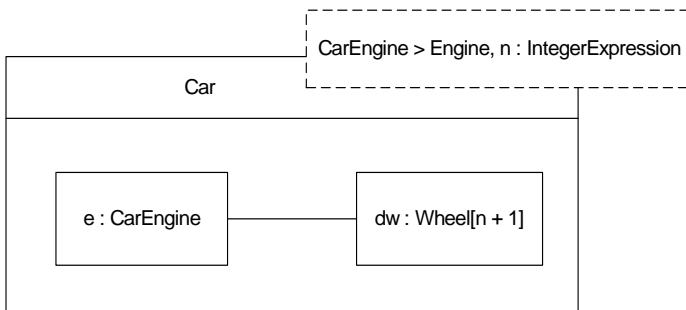 CarEngine > Engine, n : IntegerExpression
Car
e : CarEngine
dw : Wheel[n + 1]